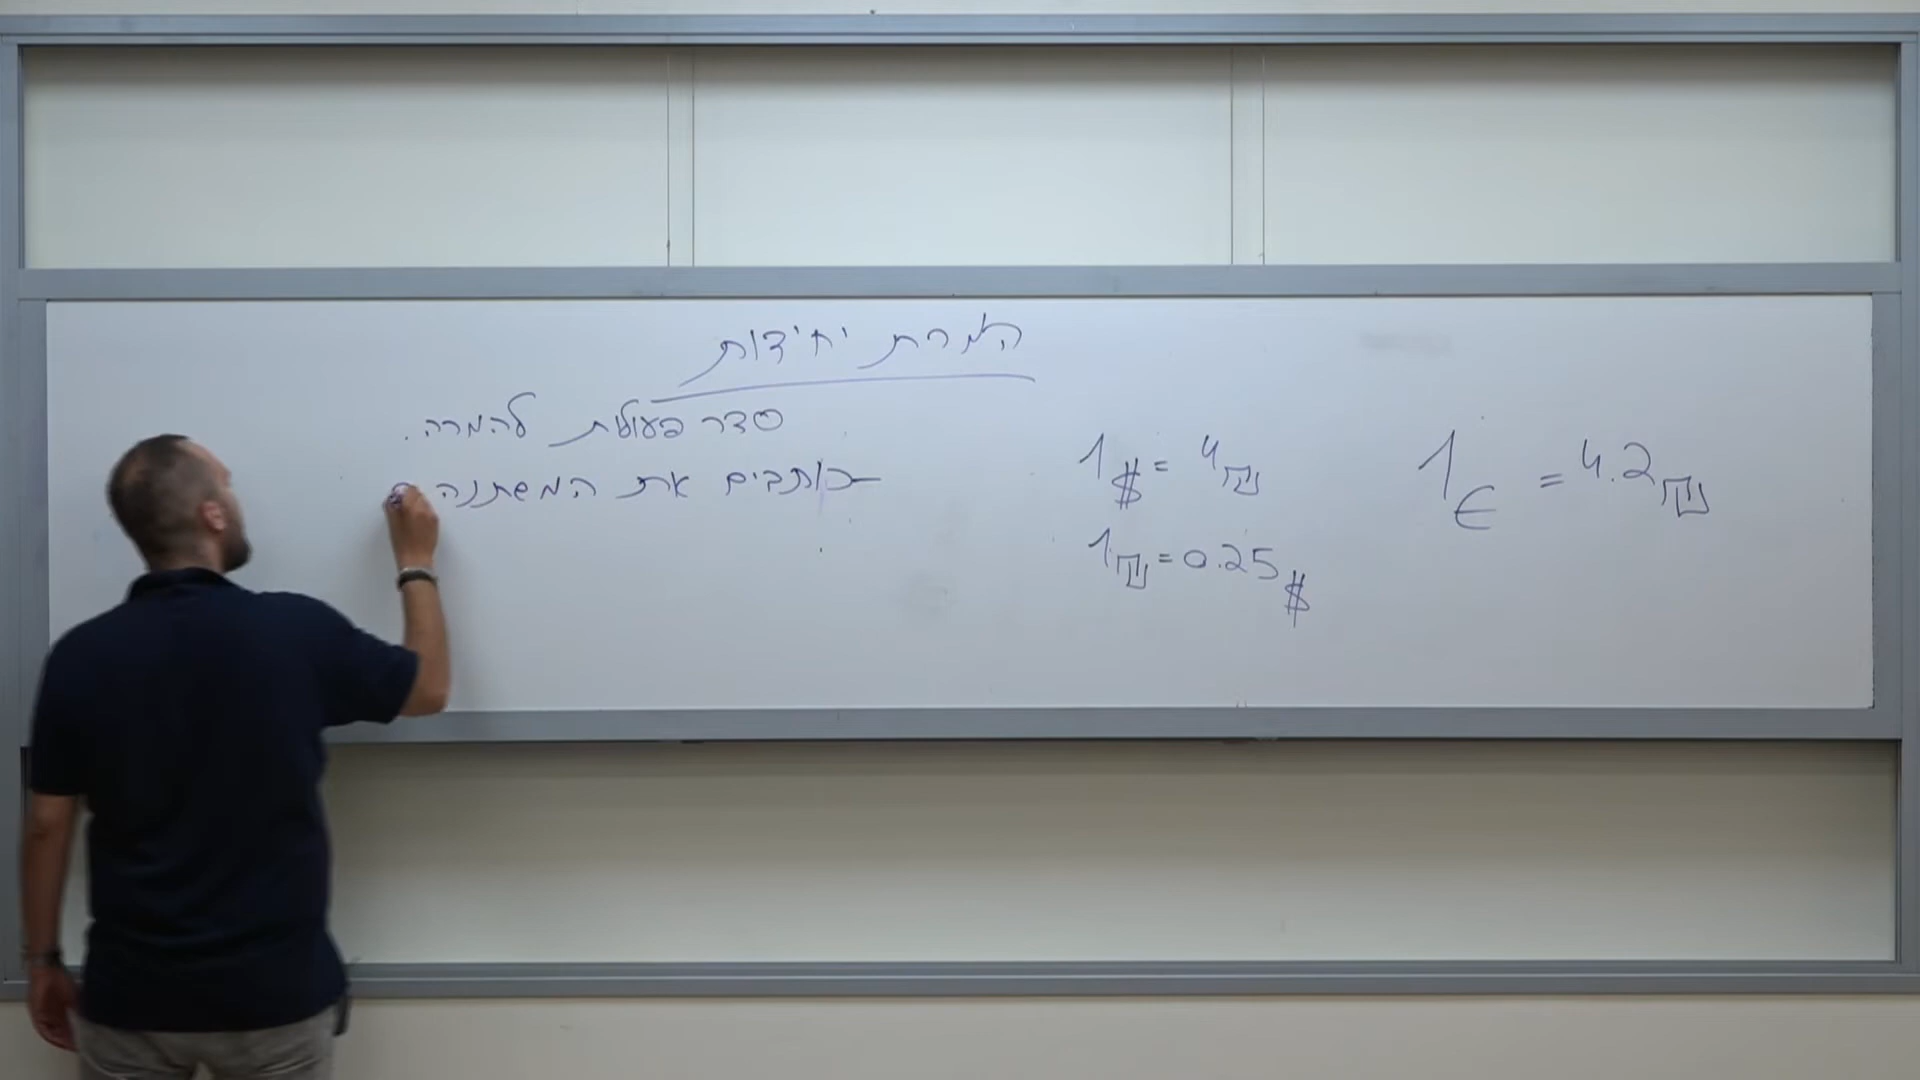 המרת יחידות
סדר פעולות להמרה.
- כותבים את המשתנה
1$ = 4₪
1₪ = 0.25$
1€ = 4.2₪